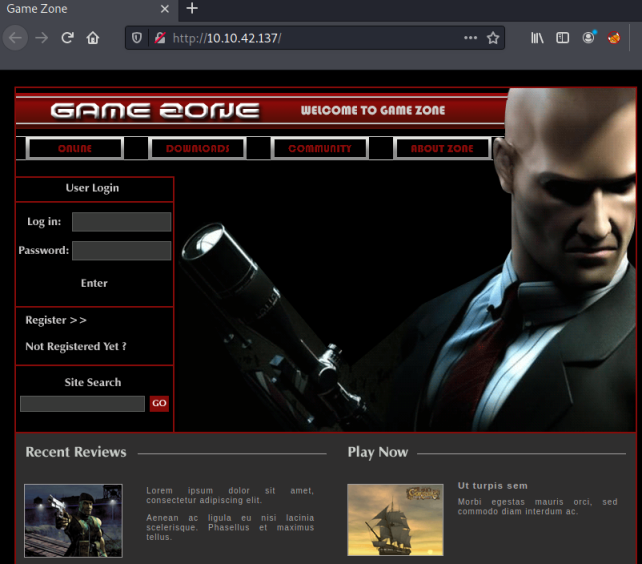 Game Zone
http://10.10.42.137/
GAME ZONE
WELCOME TO GAME ZONE
ONLINE
DOWNLOADS
COMMUNITY
ABOUT ZONE
User Login
Log in:
Password:
Enter
Register >>
Not Registered Yet ?
Site Search
GO
Recent Reviews
Lorem ipsum dolor sit amet,
consectetur adipiscing elit.
Aenean ac ligula eu nisi lacinia
scelerisque. Phasellus et maximus
tellus.
Play Now
Ut turpis sem
Morbi egestas mauris orci, sed
commodo diam interdum ac.